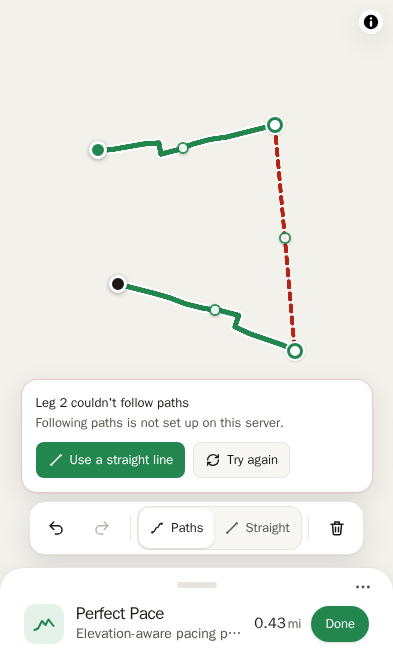 Leg 2 couldn't follow paths
Following paths is not set up on this server.
Use a straight line
Try again
Paths
Straight
Perfect Pace
Elevation-aware pacing p···
0.43 mi
Done